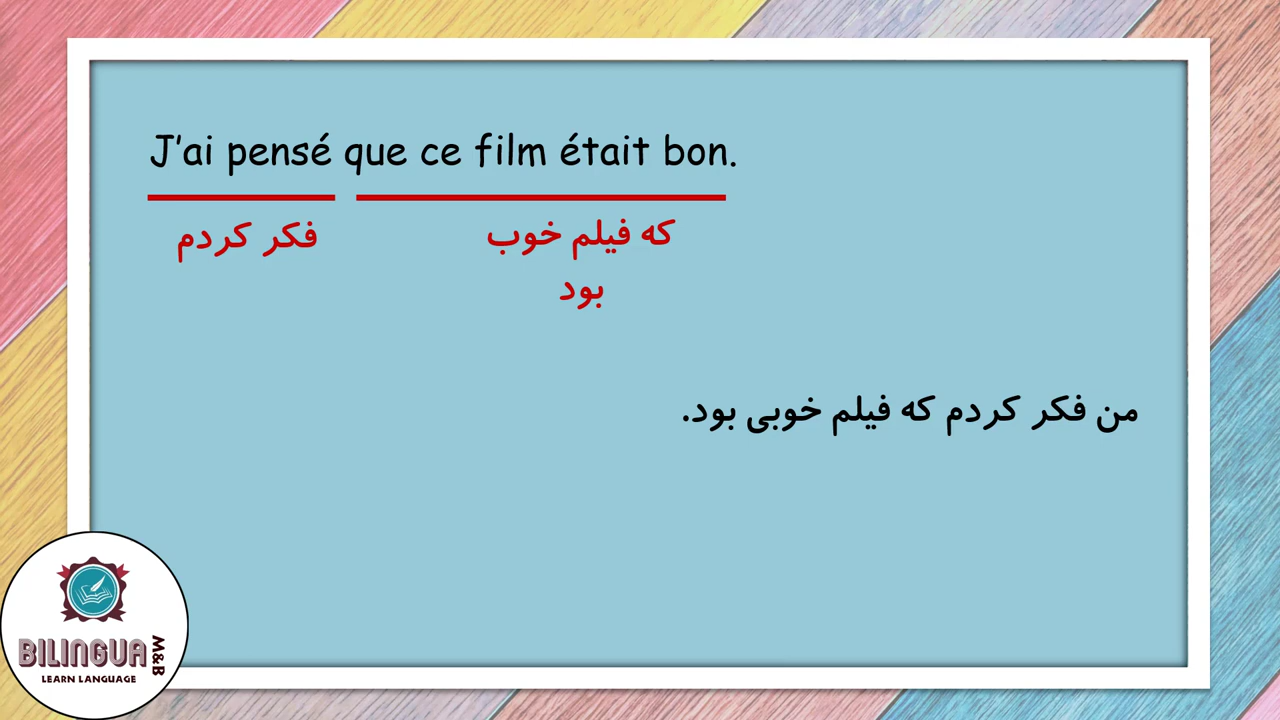 J’ai pensé que ce film était bon.
فکر کردم
که فیلم خوب
بود
من فکر کردم که فیلم خوبی بود.
BILINGUA
M&B
LEARN LANGUAGE